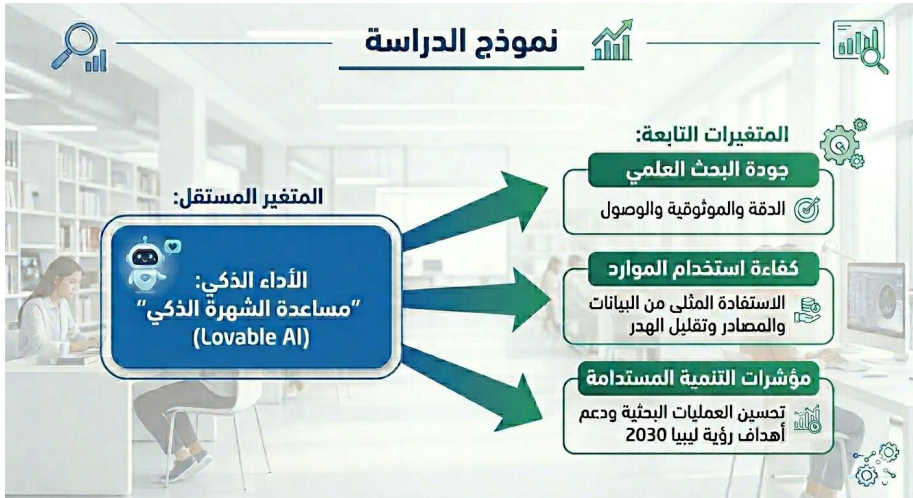 نموذج الدراسة
المتغيرات التابعة:
جودة البحث العلمي
الدقة والموثوقية والوصول
المتغير المستقل:
الأداء الذكي:
"مساعدة الشهرة الذكي"
(Lovable AI)
كفاءة استخدام الموارد
الاستفادة المثلى من البيانات
والمصادر وتقليل الهدر
مؤشرات التنمية المستدامة
تحسين العمليات البحثية ودعم
أهداف رؤية ليبيا 2030